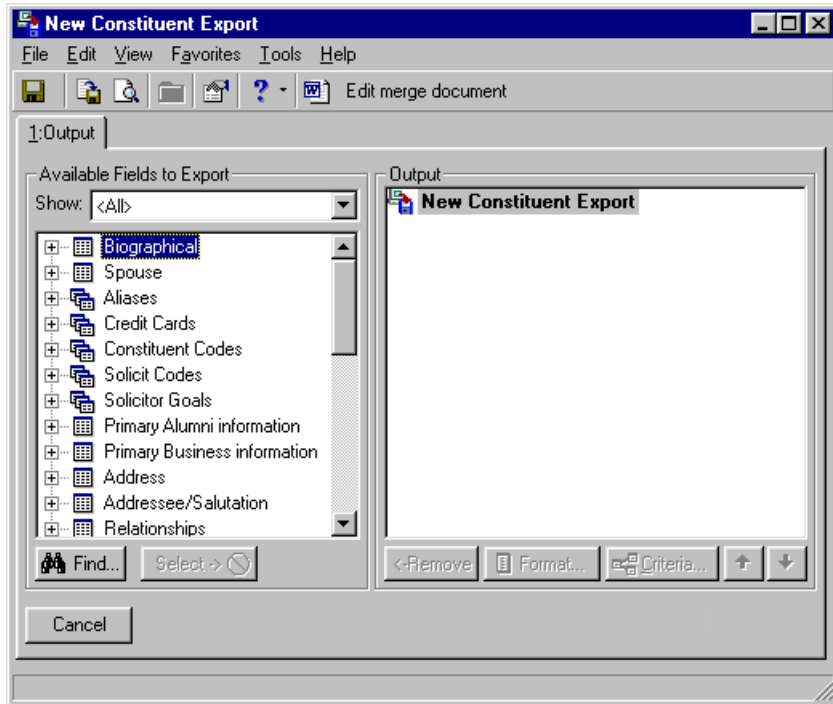 New Constituent Export
File Edit View Favorites Tools Help
? Edit merge document
1:Output
Available Fields to Export
Show: <All>
Biographical
Spouse
Aliases
Credit Cards
Constituent Codes
Solicit Codes
Solicitor Goals
Primary Alumni information
Primary Business information
Address
Addressee/Salutation
Relationships
Find... Select ->
Output
New Constituent Export
<-Remove Format... Criteria...
Cancel